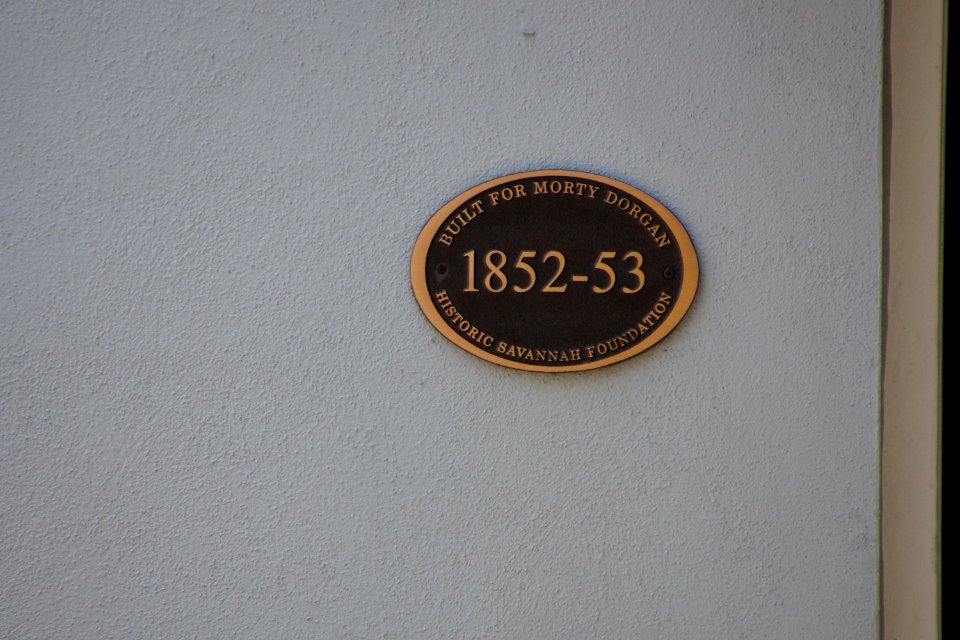 BUILT FOR MORTY DORGAN
1852-53
HISTORIC SAVANNAH FOUNDATION